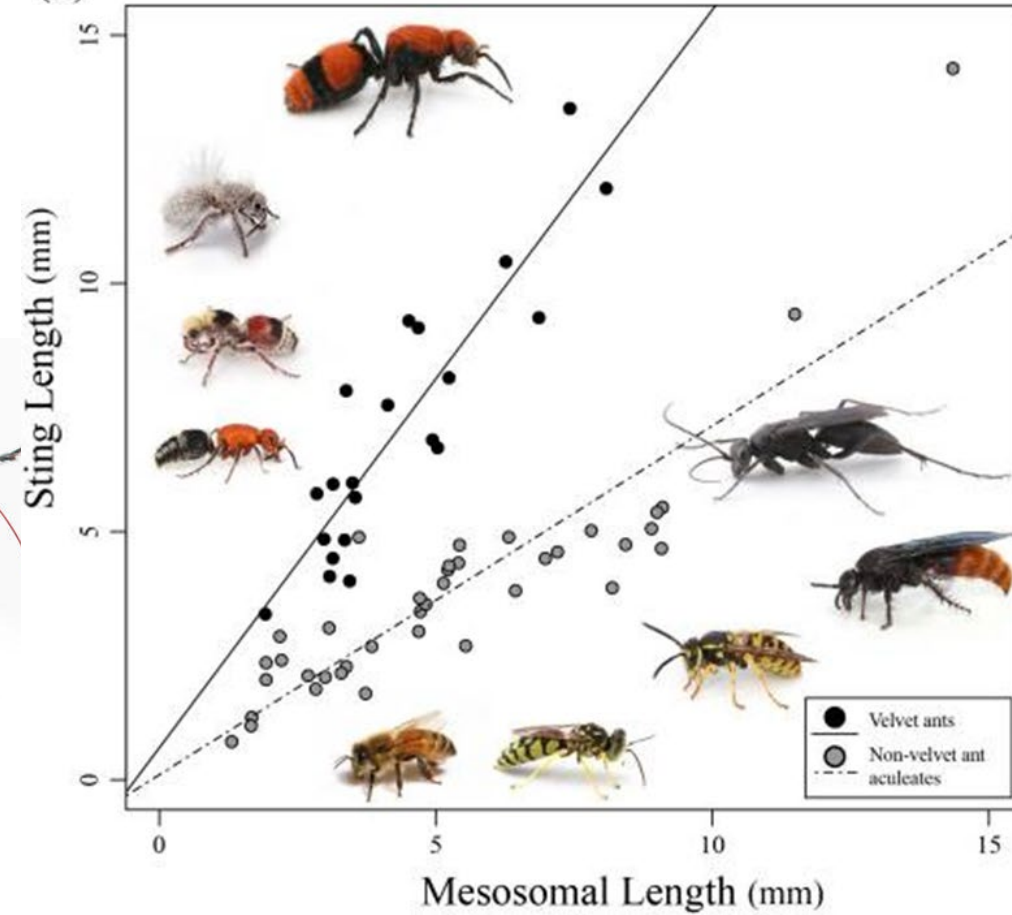 15
10
5
0
Sting Length (mm)
Velvet ants
Non-velvet ant
aculeates
0 5 10 15
Mesosomal Length (mm)